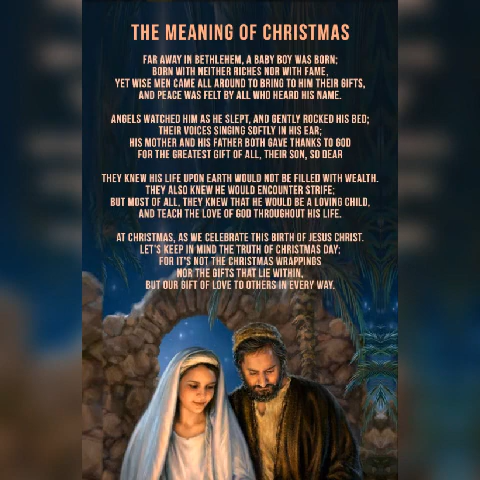 THE MEANING OF CHRISTMAS
FAR AWAY IN BETHLEHEM, A BABY BOY WAS BORN;
BORN WITH NEITHER RICHES NOR WITH FAME,
YET WISE MEN CAME ALL AROUND TO BRING TO HIM THEIR GIFTS,
AND PEACE WAS FELT BY ALL WHO HEARD HIS NAME.
ANGELS WATCHED HIM AS HE SLEPT, AND GENTLY ROCKED HIS BED;
THEIR VOICES SINGING SOFTLY IN HIS EAR;
HIS MOTHER AND HIS FATHER BOTH GAVE THANKS TO GOD
FOR THE GREATEST GIFT OF ALL, THEIR SON, SO DEAR
THEY KNEW HIS LIFE UPON EARTH WOULD NOT BE FILLED WITH WEALTH.
THEY ALSO KNEW HE WOULD ENCOUNTER STRIFE;
BUT MOST OF ALL, THEY KNEW THAT HE WOULD BE A LOVING CHILD,
AND TEACH THE LOVE OF GOD THROUGHOUT HIS LIFE.
AT CHRISTMAS, AS WE CELEBRATE THIS BIRTH OF JESUS CHRIST.
LET'S KEEP IN MIND THE TRUTH OF CHRISTMAS DAY;
FOR IT'S NOT THE CHRISTMAS WRAPPINGS
NOR THE GIFTS THAT LIE WITHIN,
BUT OUR GIFT OF LOVE TO OTHERS IN EVERY WAY.